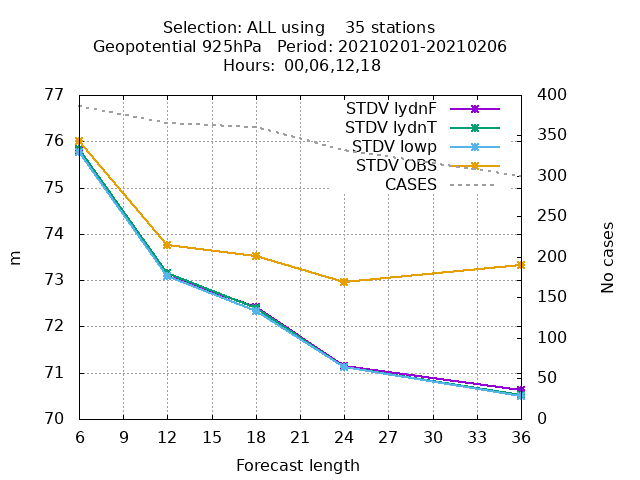 Selection: ALL using    35 stations
Geopotential 925hPa   Period: 20210201-20210206
Hours: 00,06,12,18
77
76
75
74
73
72
71
70
m
400
350
300
250
200
150
100
50
0
No cases
STDV lydnF
STDV lydnT
STDV lowp
STDV OBS
CASES
6 9 12 15 18 21 24 27 30 33 36
Forecast length